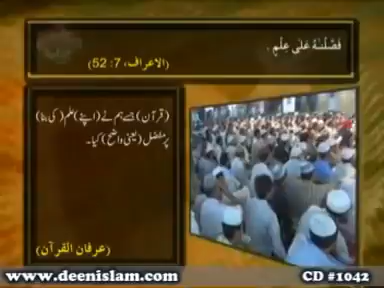 فَصَّلْنٰهُ عَلٰی عِلْمٍ ۔
(الاعراف، 7 : 52)
(قرآن) جسے ہم نے (اپنے) علم (کی بنا)
پر مفصّل (یعنی واضح) کیا۔
(عرفان القرآن)
www.deenislam.com
CD #1042